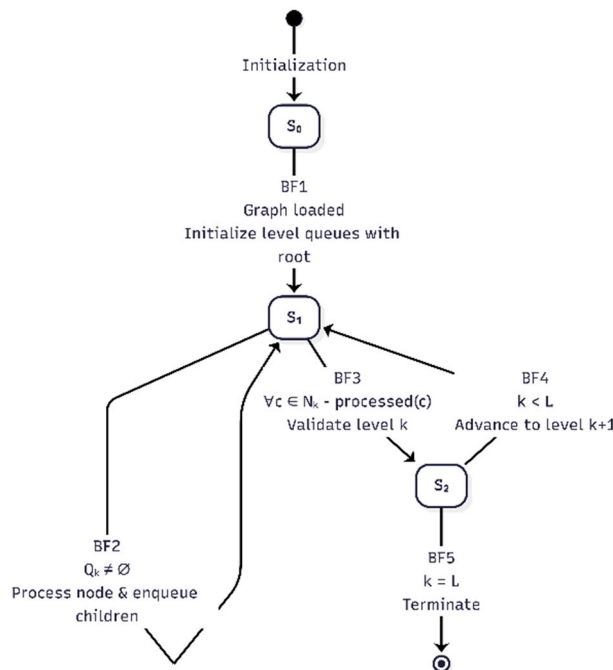 Initialization
S₀
BF1
Graph loaded
Initialize level queues with
root
S₁
BF3
∀c ∈ Nₖ - processed(c)
Validate level k
BF4
k < L
Advance to level k+1
S₂
BF2
Qₖ ≠ ∅
Process node & enqueue
children
BF5
k = L
Terminate